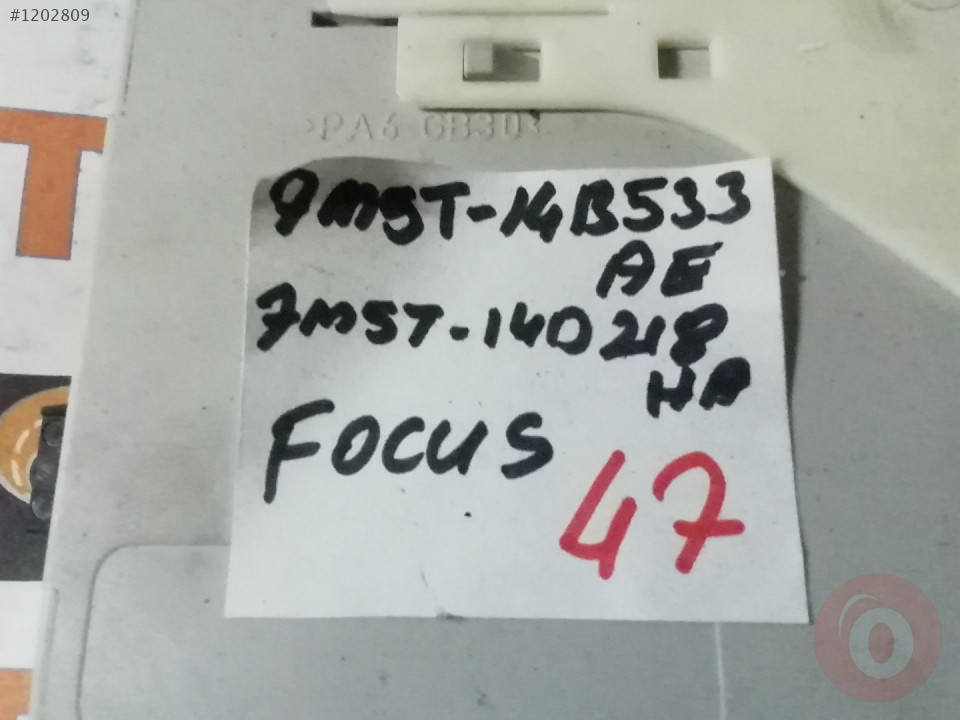 #1202809
>PA6 GB30<
9M5T-14B533
AE
7M5T-14D218
HA
FOCUS
47